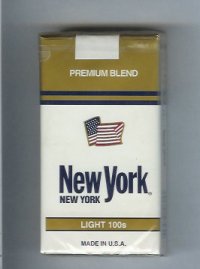 PREMIUM BLEND
New York®
NEW YORK
LIGHT 100s
MADE IN U.S.A.